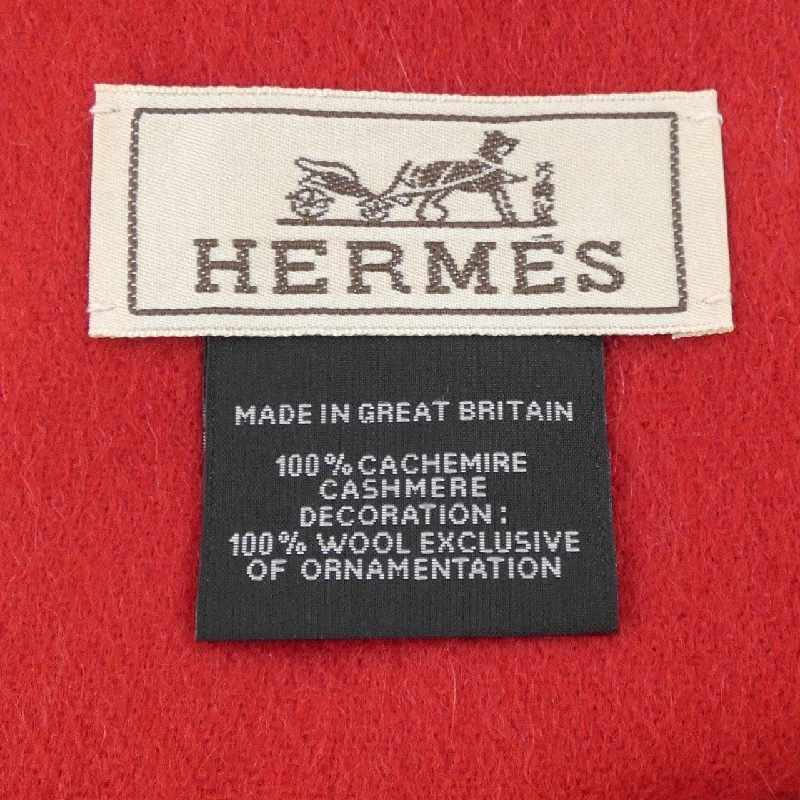 HERMÈS
MADE IN GREAT BRITAIN
100% CACHEMIRE
CASHMERE
DECORATION:
100% WOOL EXCLUSIVE
OF ORNAMENTATION